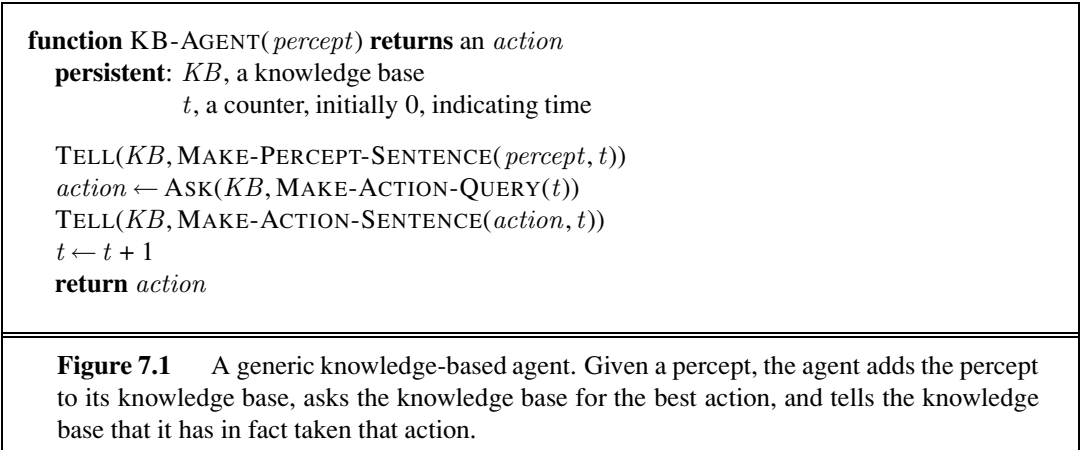 function KB-AGENT(percept) returns an action
persistent: KB, a knowledge base
t, a counter, initially 0, indicating time
TELL(KB, MAKE-PERCEPT-SENTENCE(percept, t))
action ← ASK(KB, MAKE-ACTION-QUERY(t))
TELL(KB, MAKE-ACTION-SENTENCE(action, t))
t ← t + 1
return action
Figure 7.1 A generic knowledge-based agent. Given a percept, the agent adds the percept
to its knowledge base, asks the knowledge base for the best action, and tells the knowledge
base that it has in fact taken that action.